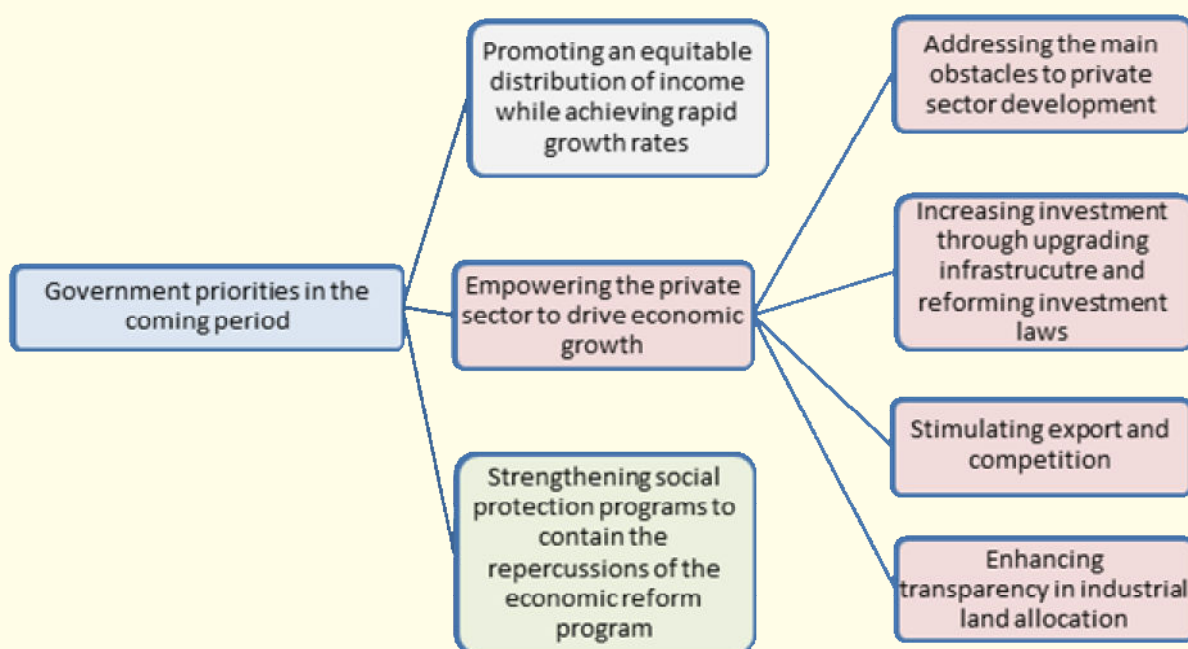 Government priorities in the
coming period
Promoting an equitable
distribution of income
while achieving rapid
growth rates
Empowering the private
sector to drive economic
growth
Strengthening social
protection programs to
contain the
repercussions of the
economic reform
program
Addressing the main
obstacles to private
sector development
Increasing investment
through upgrading
infrastrucutre and
reforming investment
laws
Stimulating export and
competition
Enhancing
transparency in industrial
land allocation